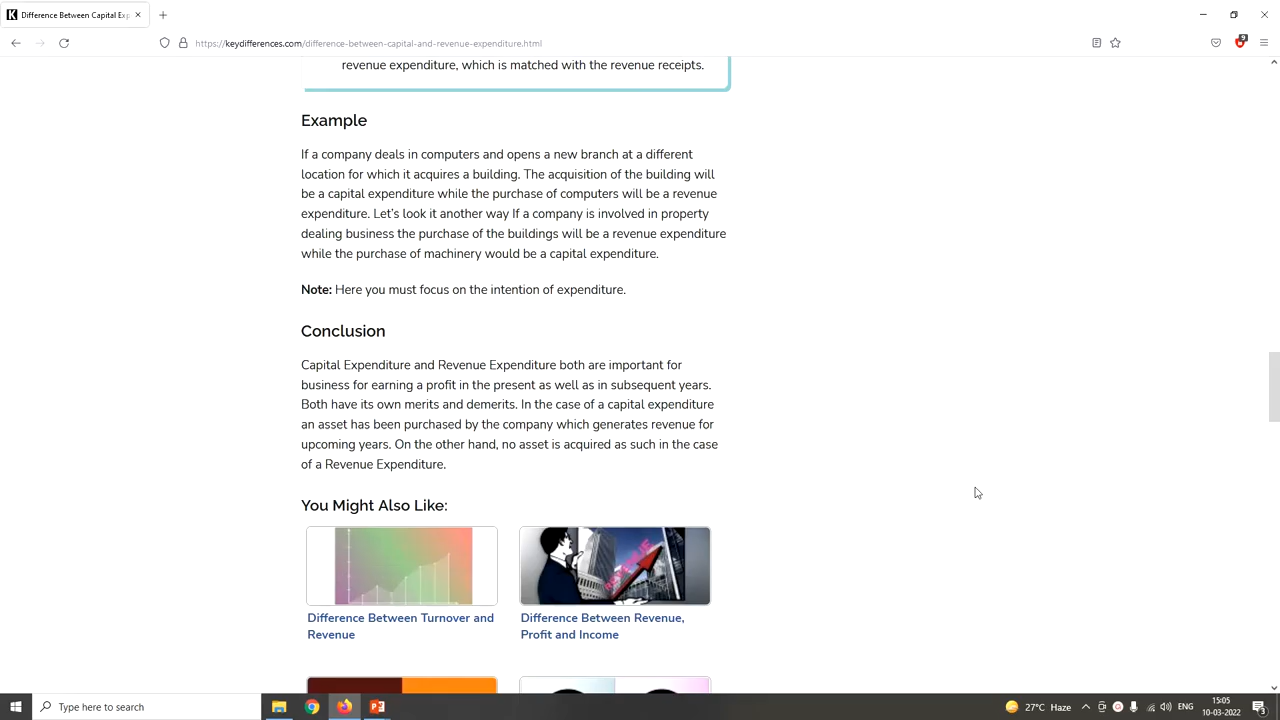 Difference Between Capital Exp
https://keydifferences.com/difference-between-capital-and-revenue-expenditure.html
9
revenue expenditure, which is matched with the revenue receipts.
Example
If a company deals in computers and opens a new branch at a different
location for which it acquires a building. The acquisition of the building will
be a capital expenditure while the purchase of computers will be a revenue
expenditure. Let's look it another way If a company is involved in property
dealing business the purchase of the buildings will be a revenue expenditure
while the purchase of machinery would be a capital expenditure.
Note: Here you must focus on the intention of expenditure.
Conclusion
Capital Expenditure and Revenue Expenditure both are important for
business for earning a profit in the present as well as in subsequent years.
Both have its own merits and demerits. In the case of a capital expenditure
an asset has been purchased by the company which generates revenue for
upcoming years. On the other hand, no asset is acquired as such in the case
of a Revenue Expenditure.
You Might Also Like:
REVENUE
Difference Between Turnover and
Revenue
Difference Between Revenue,
Profit and Income
Type here to search
27°C Haze
ENG
15:05
10-03-2022
3